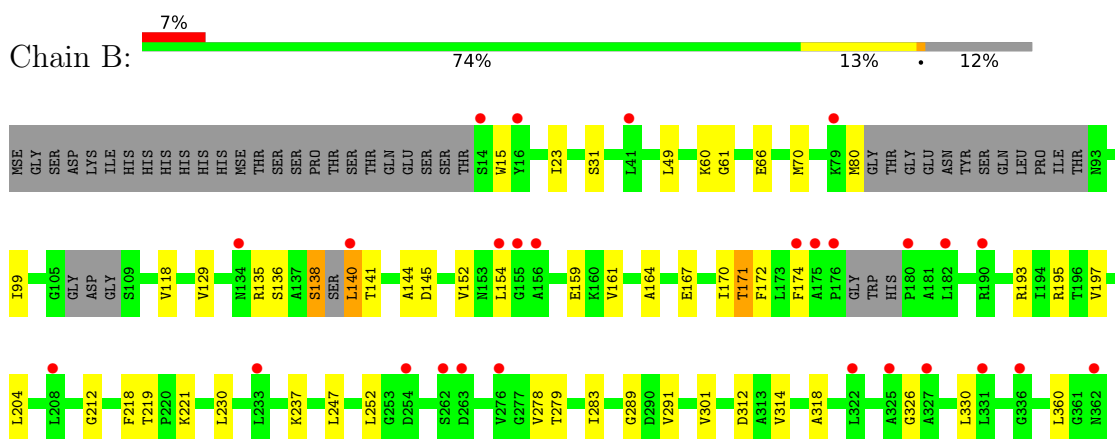 7%
Chain B:
74% 13% • 12%
MSE GLY SER ASP LYS ILE HIS HIS HIS HIS HIS HIS MSE THR SER SER PRO THR SER THR GLN GLU SER SER THR S14 W15 Y16 I23 S31 L41 L49 K60 G61 E66 M70 K79 M80 GLY THR GLY GLU ASN TYR SER GLN LEU PRO ILE THR N93
I99 G105 GLY ASP GLY S109 V118 V129 N134 R135 S136 A137 S138 SER L140 T141 A144 D145 V152 N153 L154 G155 A156 E159 K160 V161 A164 E167 I170 T171 F172 L173 F174 A175 P176 GLY TRP HIS P180 A181 L182 R190 R193 I194 R195 T196 V197
L204 L208 G212 F218 T219 P220 K221 L230 L233 K237 L247 L252 G253 D254 S262 D263 V276 G277 V278 T279 I283 G289 D290 V291 V301 D312 A313 V314 A318 L322 A325 G326 A327 L330 L331 G336 L360 G361 N362